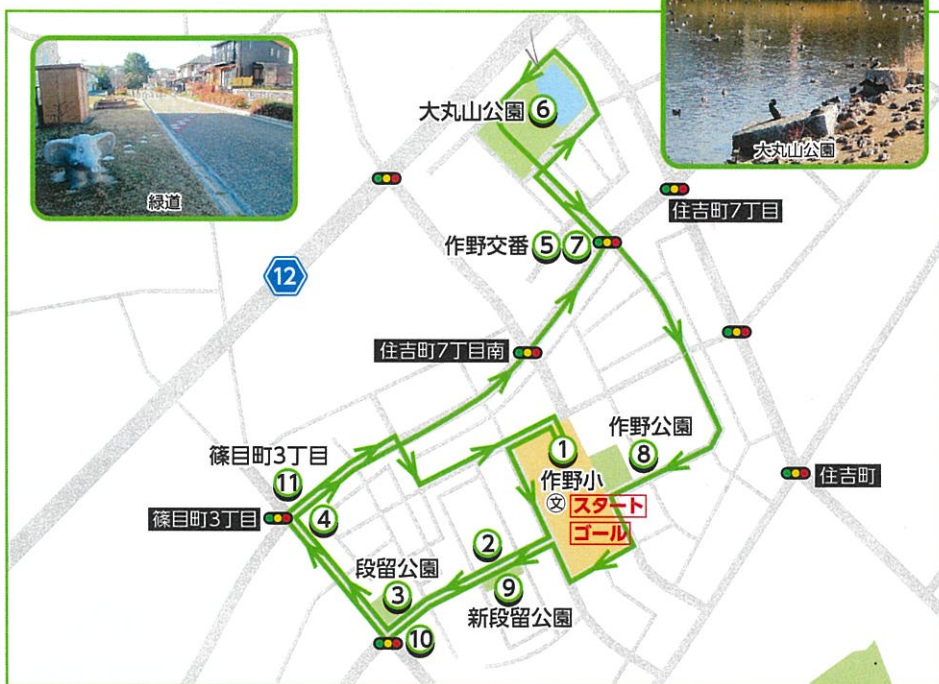 緑道
大丸山公園
大丸山公園 ⑥
住吉町7丁目
作野交番 ⑤ ⑦
12
住吉町7丁目南
作野公園
⑧
①
作野小
文 スタート
ゴール
篠目町3丁目
⑪
住吉町
篠目町3丁目
④
②
段留公園
③
⑨
新段留公園
⑩